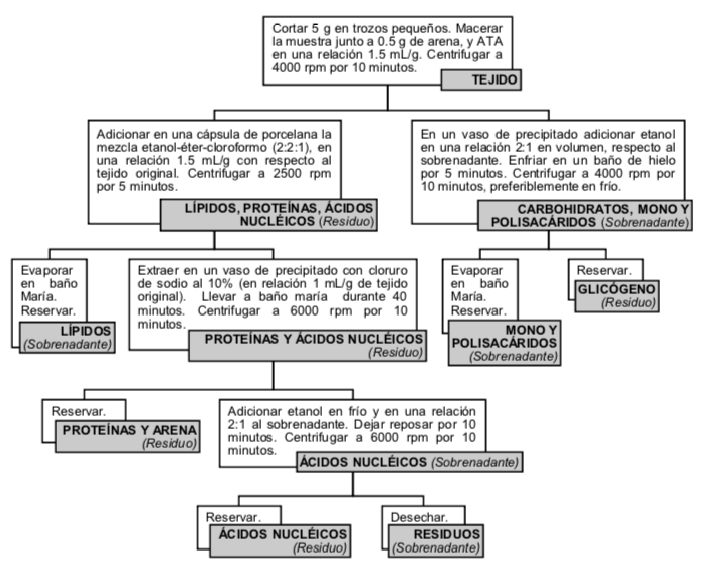 Cortar 5 g en trozos pequeños. Macerar
la muestra junto a 0.5 g de arena, y ATA
en una relación 1.5 mL/g. Centrifugar a
4000 rpm por 10 minutos.
TEJIDO
Adicionar en una cápsula de porcelana la
mezcla etanol-éter-cloroformo (2:2:1), en
una relación 1.5 mL/g con respecto al
tejido original. Centrifugar a 2500 rpm
por 5 minutos.
LÍPIDOS, PROTEÍNAS, ÁCIDOS
NUCLÉICOS (Residuo)
En un vaso de precipitado adicionar etanol
en una relación 2:1 en volumen, respecto al
sobrenadante. Enfriar en un baño de hielo
por 5 minutos. Centrifugar a 4000 rpm por
10 minutos, preferiblemente en frío.
CARBOHIDRATOS, MONO Y
POLISACÁRIDOS (Sobrenadante)
Evaporar
en baño
María.
Reservar.
LÍPIDOS
(Sobrenadante)
Extraer en un vaso de precipitado con cloruro
de sodio al 10% (en relación 1 mL/g de tejido
original). Llevar a baño maría durante 40
minutos. Centrifugar a 6000 rpm por 10
minutos.
PROTEÍNAS Y ÁCIDOS NUCLÉICOS
(Residuo)
Evaporar
en baño
María.
Reservar.
MONO Y
POLISACÁRIDOS
(Sobrenadante)
Reservar.
GLICÓGENO
(Residuo)
Reservar.
PROTEÍNAS Y ARENA
(Residuo)
Adicionar etanol en frío y en una relación
2:1 al sobrenadante. Dejar reposar por 10
minutos. Centrifugar a 6000 rpm por 10
minutos.
ÁCIDOS NUCLÉICOS (Sobrenadante)
Reservar.
ÁCIDOS NUCLÉICOS
(Residuo)
Desechar.
RESIDUOS
(Sobrenadante)